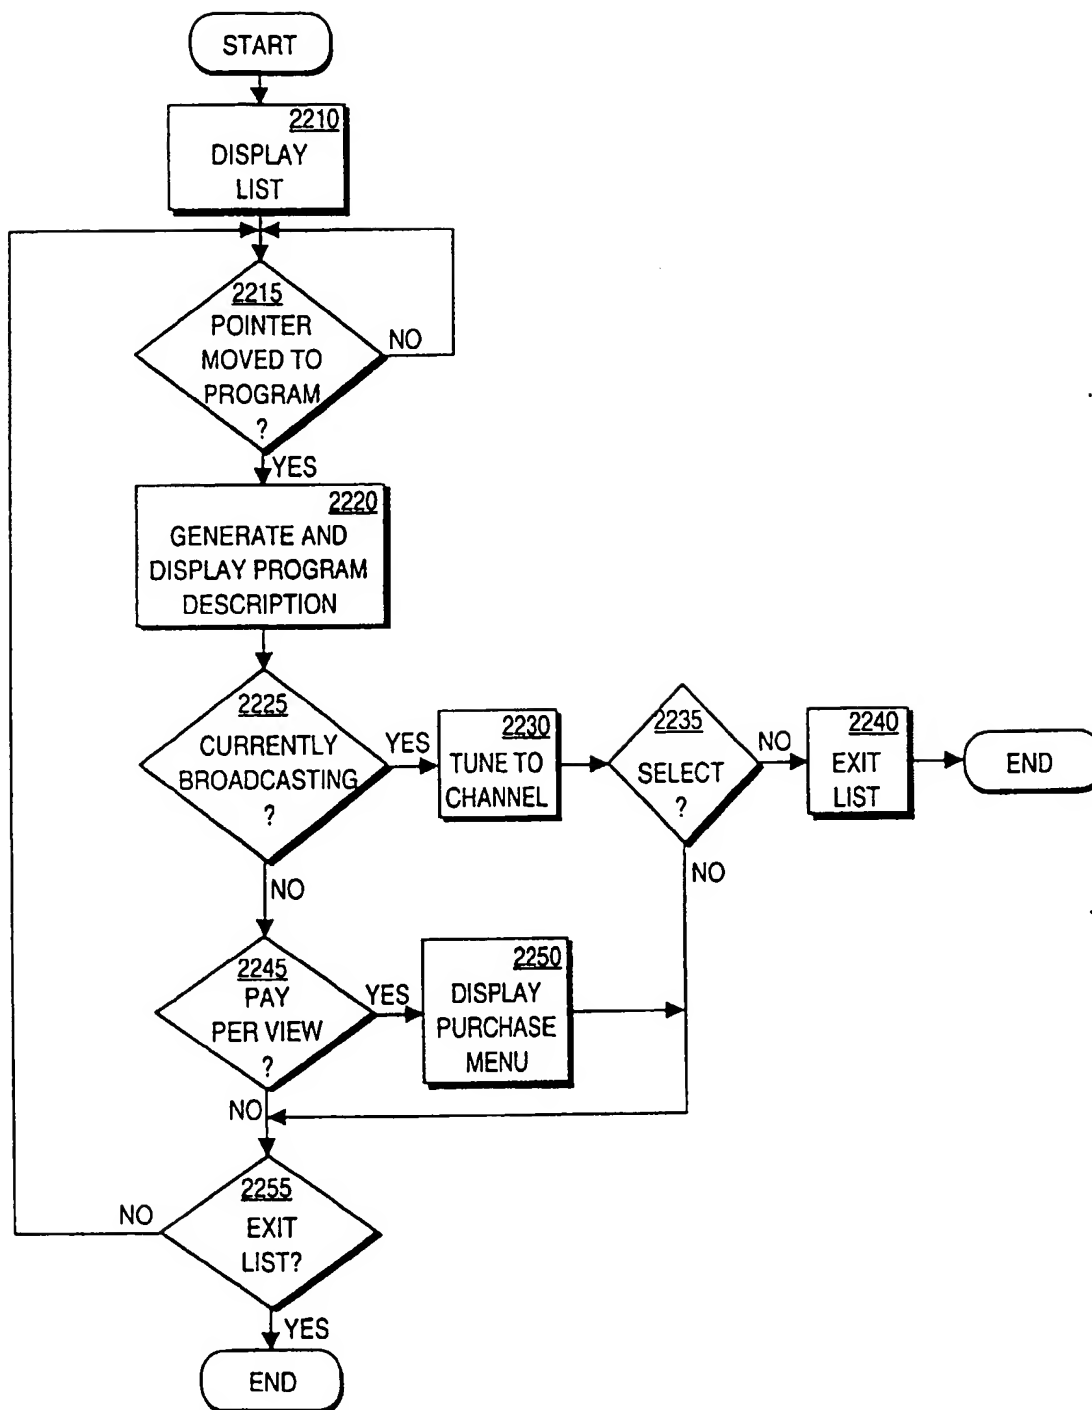 START
2210
DISPLAY
LIST
2215
POINTER
MOVED TO
PROGRAM
?
NO
YES
2220
GENERATE AND
DISPLAY PROGRAM
DESCRIPTION
2225
CURRENTLY
BROADCASTING
?
YES
2230
TUNE TO
CHANNEL
2235
SELECT
?
NO
2240
EXIT
LIST
END
NO
NO
2245
PAY
PER VIEW
?
YES
2250
DISPLAY
PURCHASE
MENU
NO
2255
EXIT
LIST?
NO
YES
END